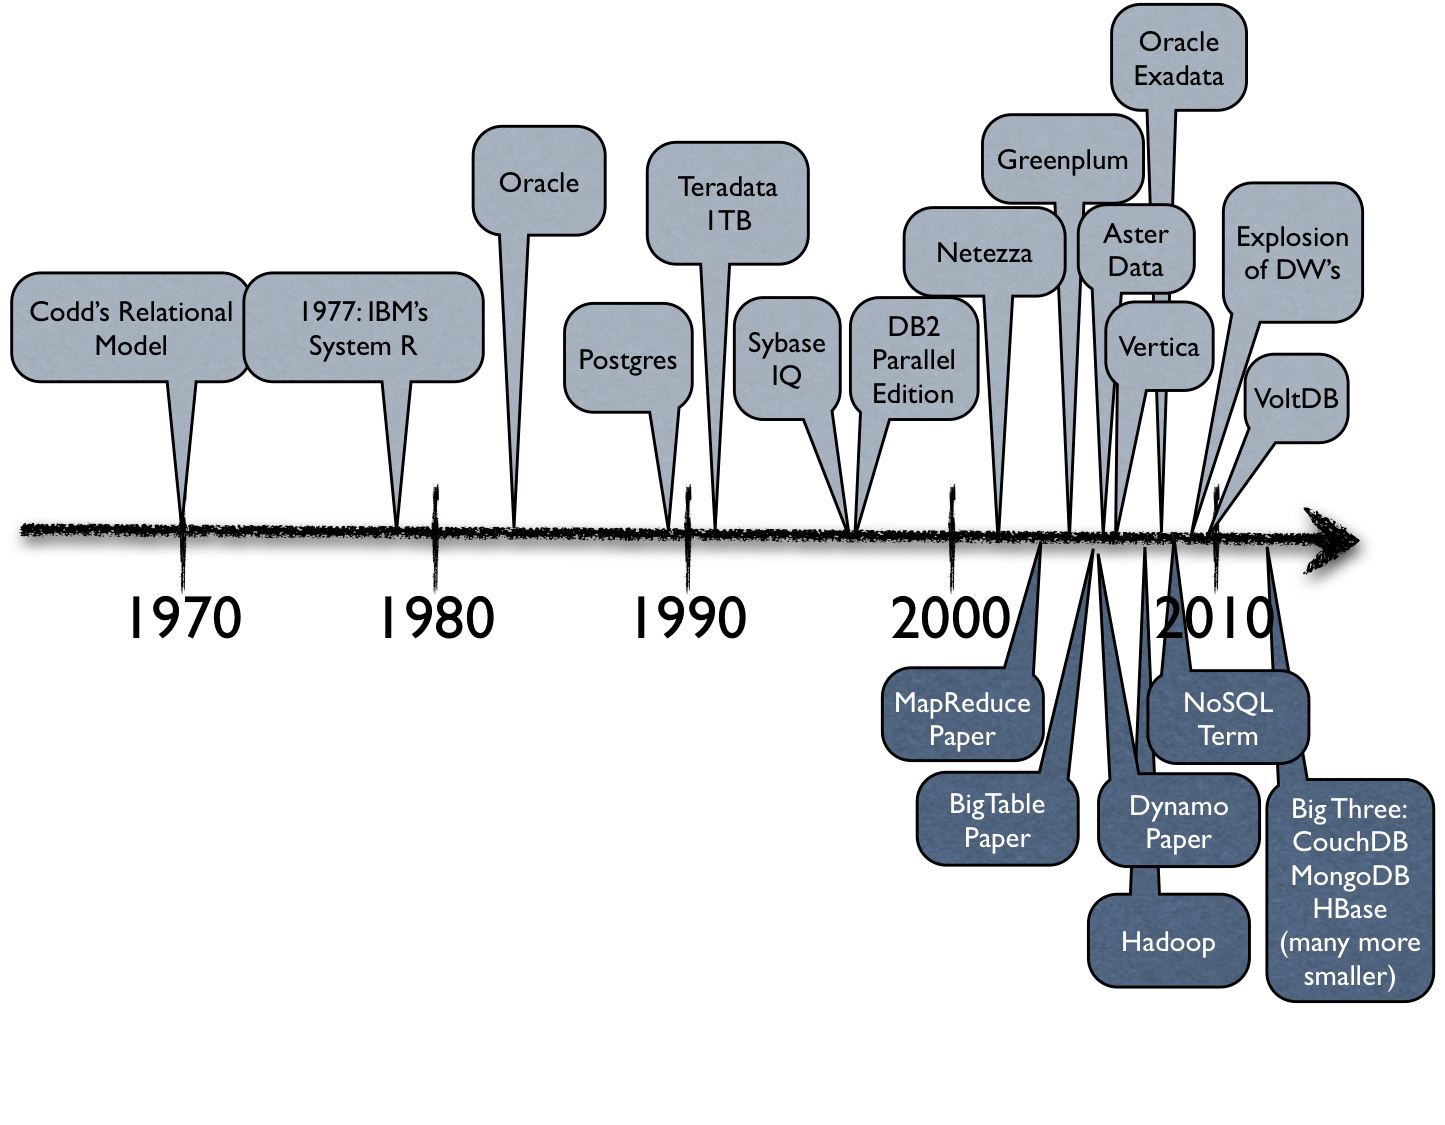 Oracle
Exadata
Greenplum
Oracle
Teradata
1TB
Netezza
Aster
Data
Explosion
of DW's
Codd's Relational
Model
1977: IBM's
System R
Postgres
Sybase
IQ
DB2
Parallel
Edition
Vertica
VoltDB
1970
1980
1990
2000
2010
MapReduce
Paper
NoSQL
Term
BigTable
Paper
Dynamo
Paper
Big Three:
CouchDB
MongoDB
HBase
(many more
smaller)
Hadoop